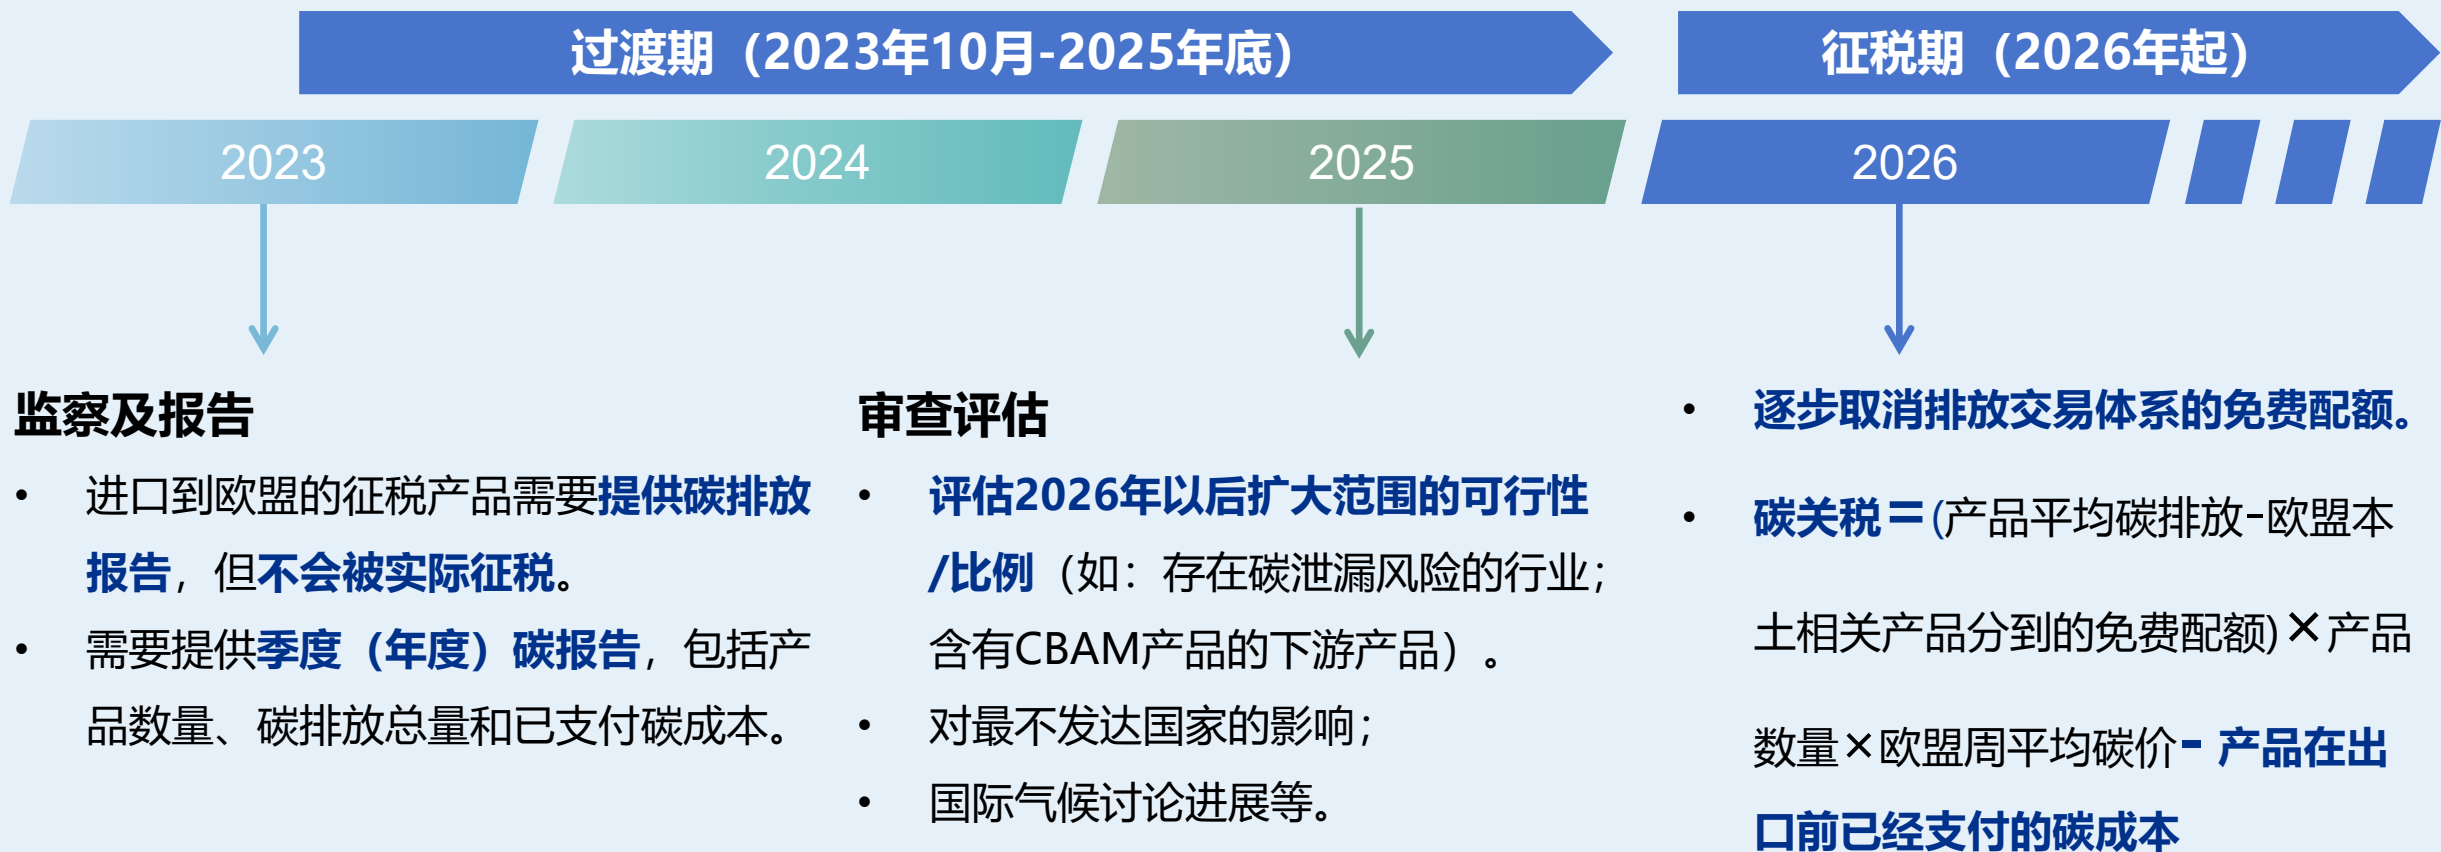 过渡期（2023年10月-2025年底）
征税期（2026年起）
2023
2024
2025
2026
监察及报告
• 进口到欧盟的征税产品需要提供碳排放
报告，但不会被实际征税。
• 需要提供季度（年度）碳报告，包括产
品数量、碳排放总量和已支付碳成本。
审查评估
• 评估2026年以后扩大范围的可行性
/比例（如：存在碳泄漏风险的行业；
含有CBAM产品的下游产品）。
• 对最不发达国家的影响；
• 国际气候讨论进展等。
• 逐步取消排放交易体系的免费配额。
• 碳关税＝(产品平均碳排放-欧盟本
土相关产品分到的免费配额)×产品
数量×欧盟周平均碳价- 产品在出
口前已经支付的碳成本